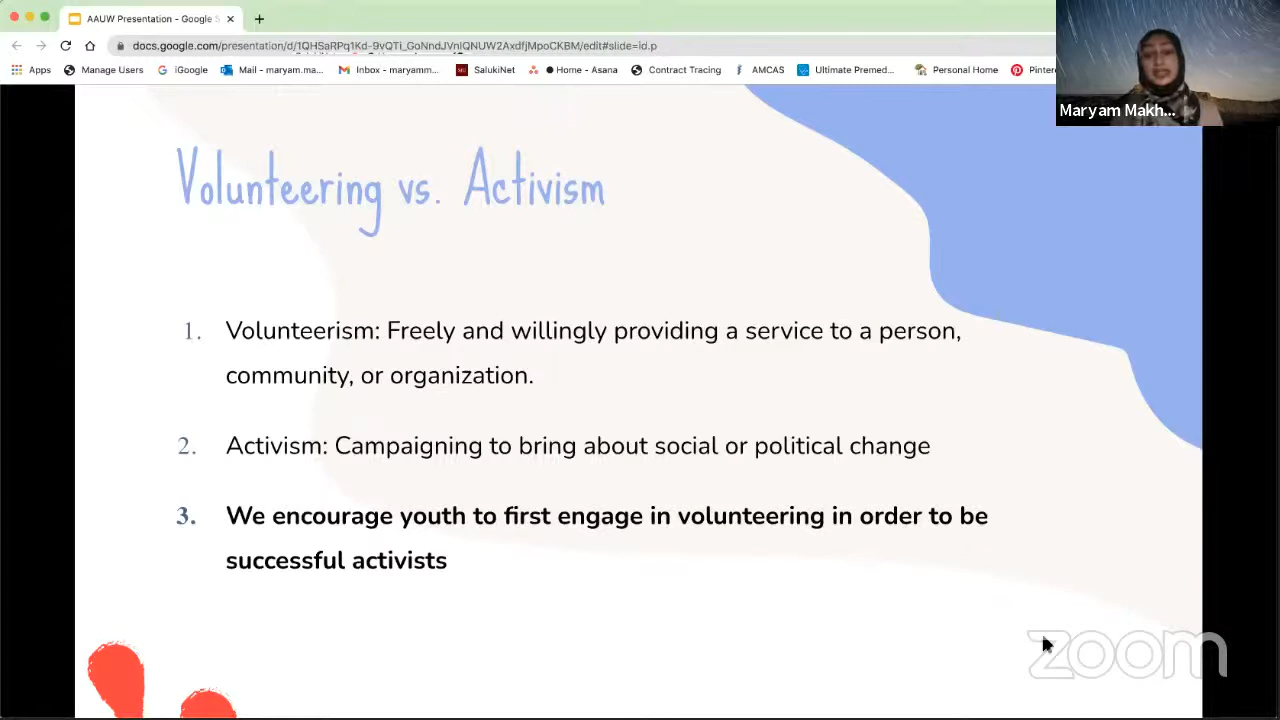 AAUW Presentation - Google S
docs.google.com/presentation/d/1QHSaRPq1Kd-9vQTi_GoNndJVnIQNUW2AxdfjMpoCKBM/edit#slide=id.p
Apps Manage Users iGoogle Mail - maryam.ma... Inbox - maryamm... SalukiNet Home - Asana Contract Tracing AMCAS Ultimate Premed... Personal Home Pinter
Maryam Makh...
Volunteering vs. Activism
1. Volunteerism: Freely and willingly providing a service to a person,
community, or organization.
2. Activism: Campaigning to bring about social or political change
3. We encourage youth to first engage in volunteering in order to be
successful activists
zoom